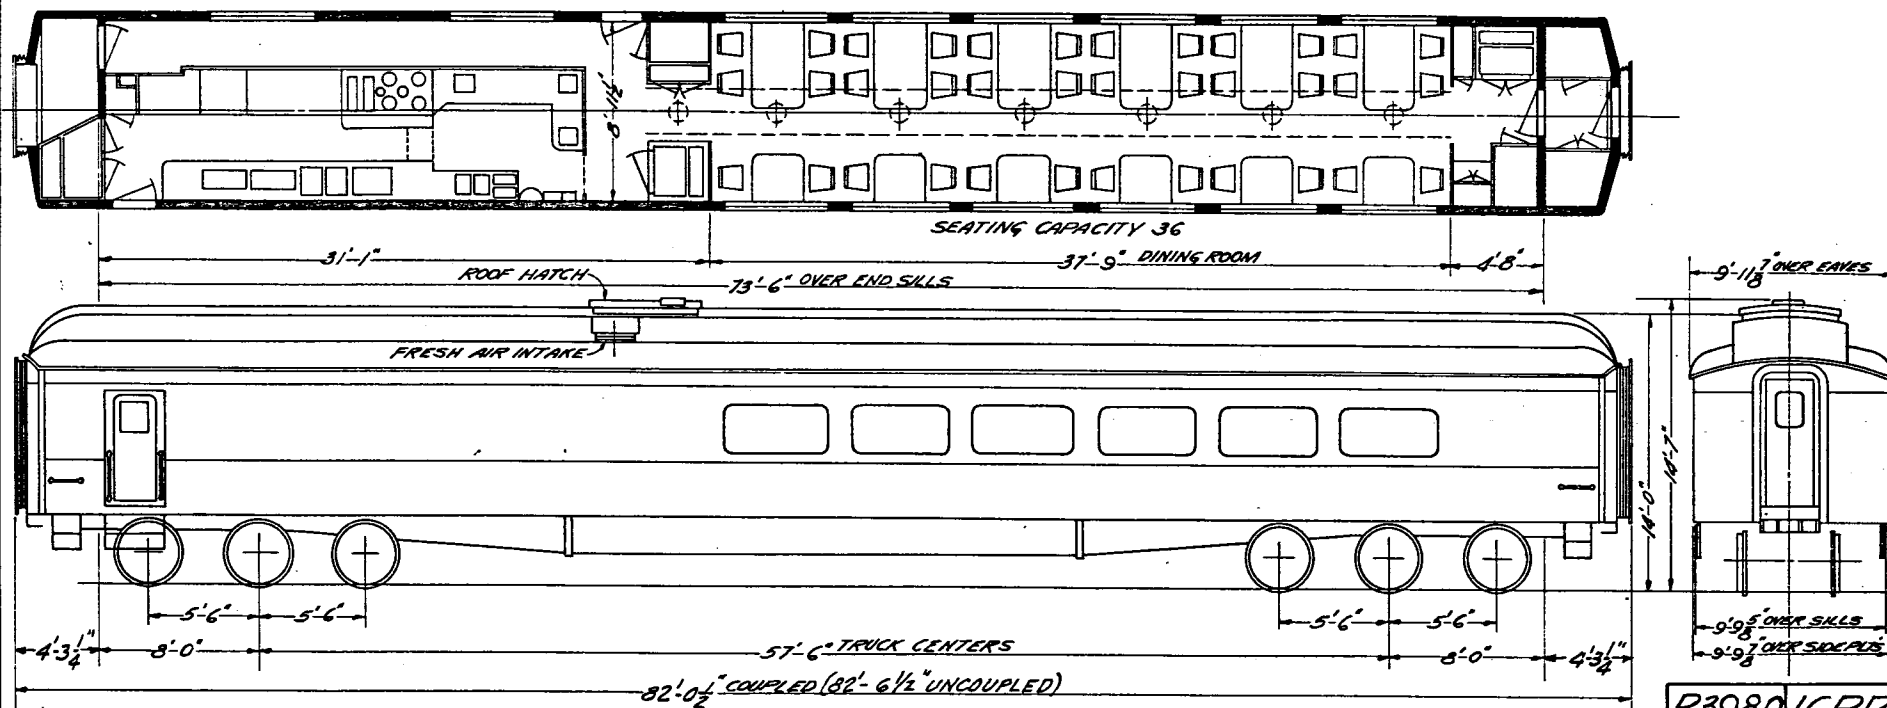 8'-11½"
SEATING CAPACITY 36
31'-1"
37'-9" DINING ROOM
4'-8"
ROOF HATCH
73'-6" OVER END SILLS
9'-11⅞" OVER EAVES
FRESH AIR INTAKE
14'-0"
14'-7"
5'-6"
5'-6"
5'-6"
5'-6"
4'-3¼"
8'-0"
57'-6" TRUCK CENTERS
8'-0"
4'-3¼"
9'-9⅝" OVER SILLS
9'-9⅞" OVER SIDE PLTS
82'-0½" COUPLED (82'-6 1/2" UNCOUPLED)